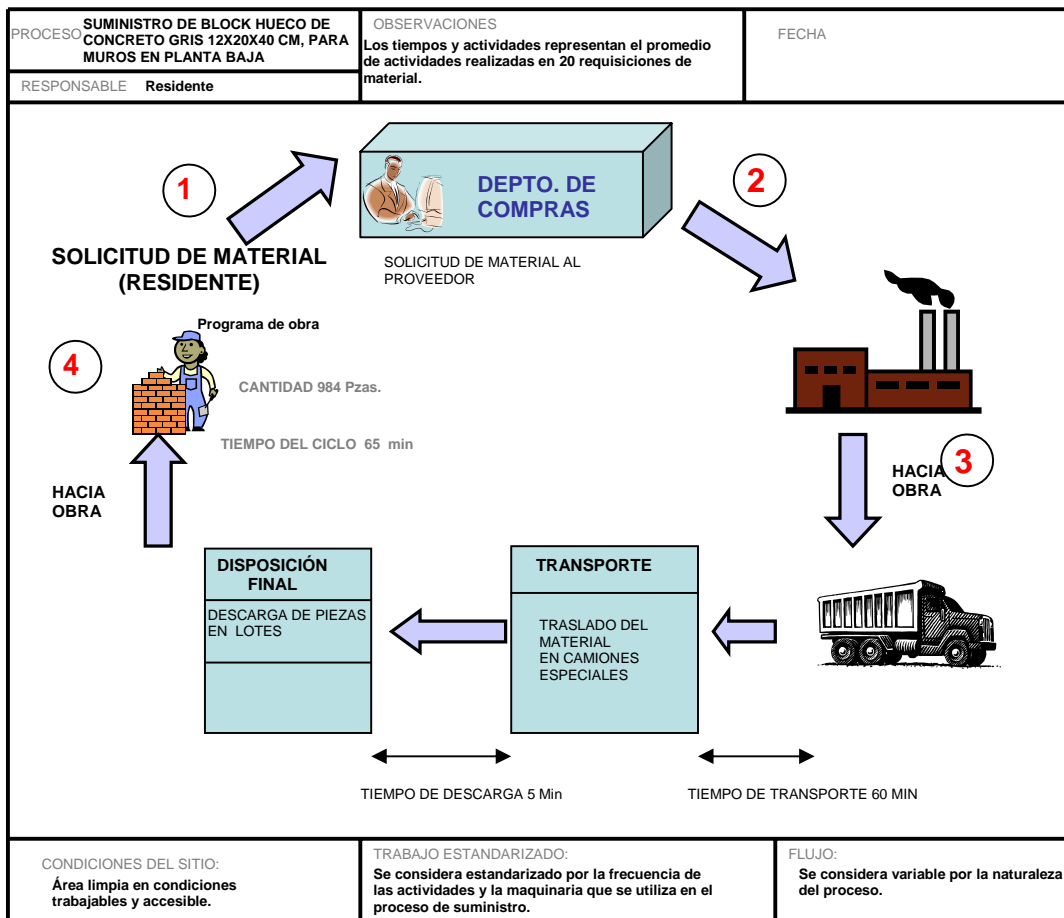 PROCESO
SUMINISTRO DE BLOCK HUECO DE
CONCRETO GRIS 12X20X40 CM, PARA
MUROS EN PLANTA BAJA
RESPONSABLE Residente
OBSERVACIONES
Los tiempos y actividades representan el promedio
de actividades realizadas en 20 requisiciones de
material.
FECHA
1
DEPTO. DE
COMPRAS
2
SOLICITUD DE MATERIAL
(RESIDENTE)
SOLICITUD DE MATERIAL AL
PROVEEDOR
Programa de obra
4
CANTIDAD 984 Pzas.
TIEMPO DEL CICLO 65 min
HACIA
OBRA
3
HACIA
OBRA
DISPOSICIÓN
FINAL
DESCARGA DE PIEZAS
EN LOTES
TRANSPORTE
TRASLADO DEL
MATERIAL
EN CAMIONES
ESPECIALES
TIEMPO DE DESCARGA 5 Min
TIEMPO DE TRANSPORTE 60 MIN
CONDICIONES DEL SITIO:
Área limpia en condiciones
trabajables y accesible.
TRABAJO ESTANDARIZADO:
Se considera estandarizado por la frecuencia de
las actividades y la maquinaria que se utiliza en el
proceso de suministro.
FLUJO:
Se considera variable por la naturaleza
del proceso.